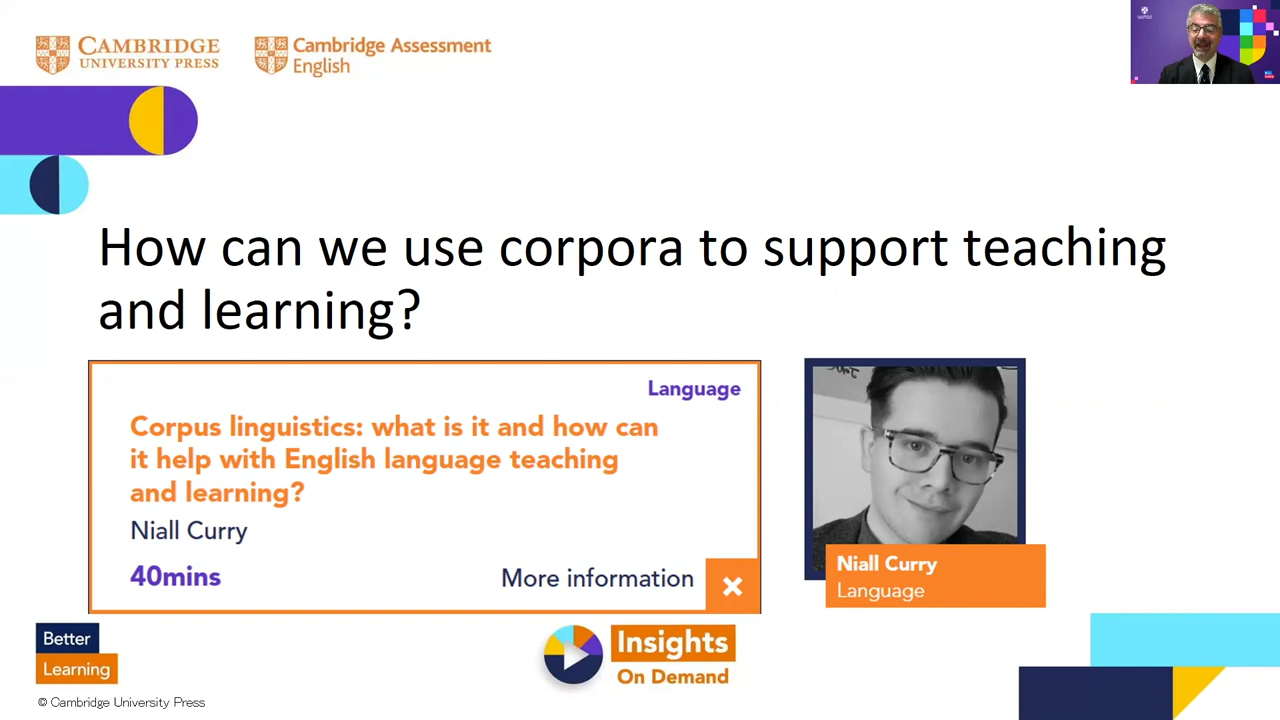 CAMBRIDGE
UNIVERSITY PRESS
Cambridge Assessment
English
How can we use corpora to support teaching
and learning?
Language
Corpus linguistics: what is it and how can
it help with English language teaching
and learning?
Niall Curry
40mins
More information
Niall Curry
Language
Better
Learning
Insights
On Demand
© Cambridge University Press